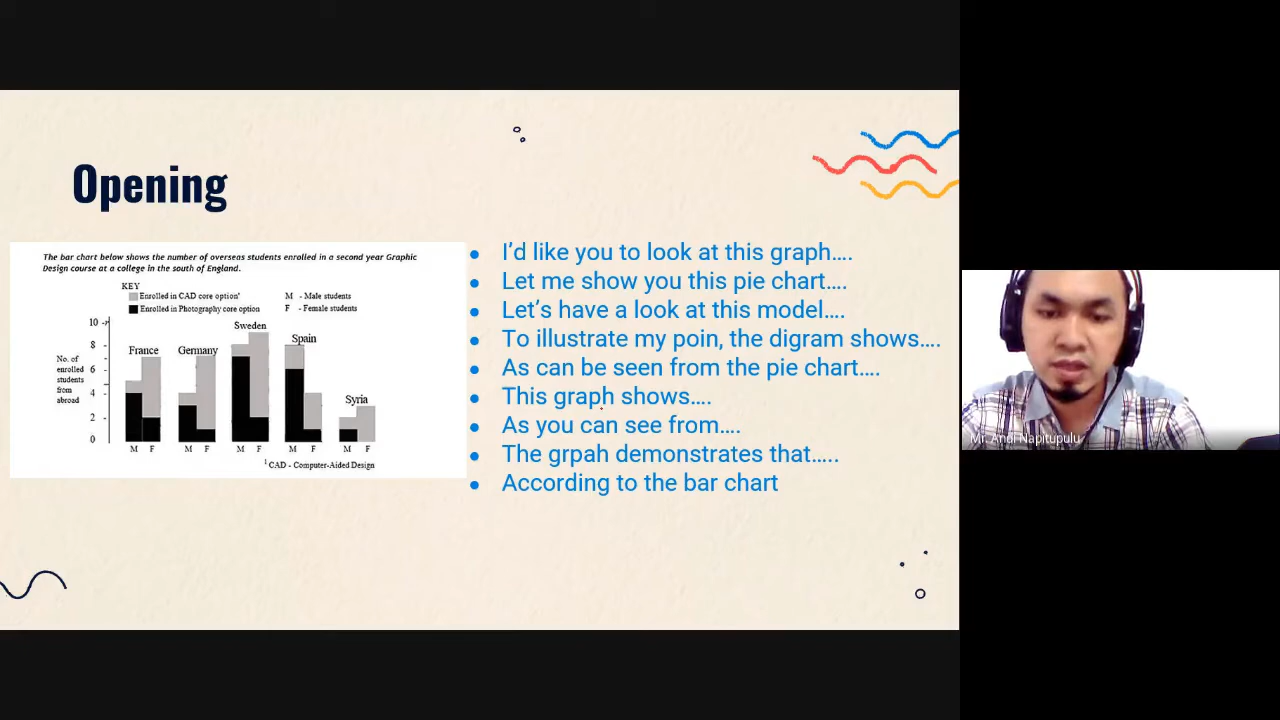 Opening
The bar chart below shows the number of overseas students enrolled in a second year Graphic
Design course at a college in the south of England.
KEY
Enrolled in CAD core option¹
M - Male students
Enrolled in Photography core option
F - Female students
No. of
enrolled
students
from
abroad
10
8
6
4
2
0
France
Germany
Sweden
Spain
Syria
M F M F M F M F M F
¹ CAD - Computer-Aided Design
I’d like you to look at this graph....
Let me show you this pie chart....
Let’s have a look at this model....
To illustrate my poin, the digram shows....
As can be seen from the pie chart....
This graph shows....
As you can see from....
The grpah demonstrates that.....
According to the bar chart
Mr. Andi Napitupulu